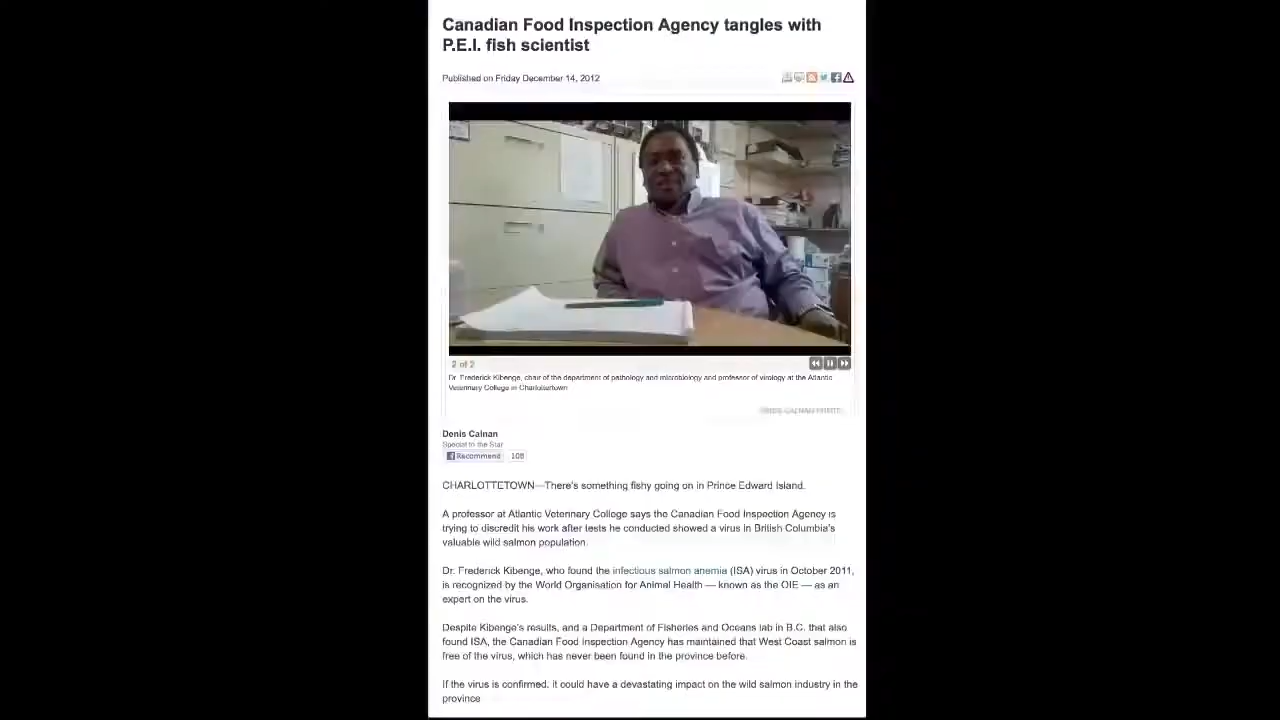 Canadian Food Inspection Agency tangles with
P.E.I. fish scientist
Published on Friday December 14, 2012
2 of 2
Dr. Frederick Kibenge, chair of the department of pathology and microbiology and professor of virology at the Atlantic
Veterinary College in Charlottetown
Denis Calnan
Special to the Star
Recommend 108
CHARLOTTETOWN—There's something fishy going on in Prince Edward Island.
A professor at Atlantic Veterinary College says the Canadian Food Inspection Agency is
trying to discredit his work after tests he conducted showed a virus in British Columbia's
valuable wild salmon population.
Dr. Frederick Kibenge, who found the infectious salmon anemia (ISA) virus in October 2011,
is recognized by the World Organisation for Animal Health — known as the OIE — as an
expert on the virus.
Despite Kibenge's results, and a Department of Fisheries and Oceans lab in B.C. that also
found ISA, the Canadian Food Inspection Agency has maintained that West Coast salmon is
free of the virus, which has never been found in the province before.
If the virus is confirmed, it could have a devastating impact on the wild salmon industry in the
province